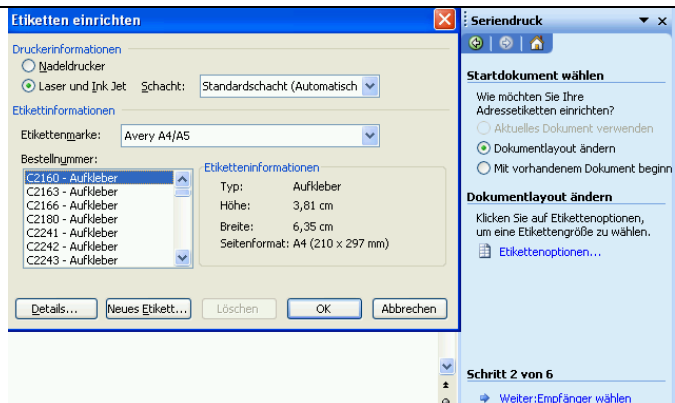 Etiketten einrichten
Druckerinformationen
Nadeldrucker
Laser und Ink Jet Schacht: Standardschacht (Automatisch
Etikettinformationen
Etikettenmarke: Avery A4/A5
Bestellnummer:
C2160 - Aufkleber
C2163 - Aufkleber
C2166 - Aufkleber
C2180 - Aufkleber
C2241 - Aufkleber
C2242 - Aufkleber
C2243 - Aufkleber
Etiketteninformationen
Typ: Aufkleber
Höhe: 3,81 cm
Breite: 6,35 cm
Seitenformat: A4 (210 x 297 mm)
Details... Neues Etikett... Löschen OK Abbrechen
Seriendruck
Startdokument wählen
Wie möchten Sie Ihre
Adressetiketten einrichten?
Aktuelles Dokument verwenden
Dokumentlayout ändern
Mit vorhandenem Dokument beginn
Dokumentlayout ändern
Klicken Sie auf Etikettenoptionen,
um eine Etikettengröße zu wählen.
Etikettenoptionen...
Schritt 2 von 6
Weiter:Empfänger wählen